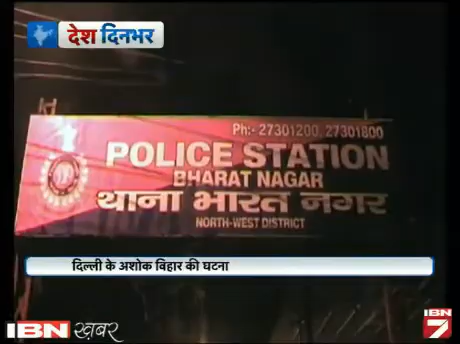 देश दिनभर
Ph:- 27301200, 27301800
POLICE STATION
BHARAT NAGAR
थाना भारत नगर
NORTH-WEST DISTRICT
दिल्ली के अशोक विहार की घटना
IBN ख़बर
IBN 7